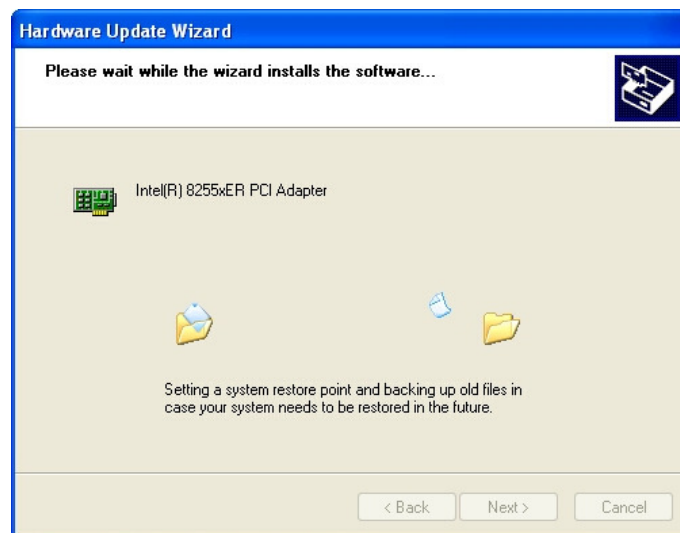 Hardware Update Wizard
Please wait while the wizard installs the software...
Intel(R) 8255xER PCI Adapter
Setting a system restore point and backing up old files in
case your system needs to be restored in the future.
< Back Next > Cancel